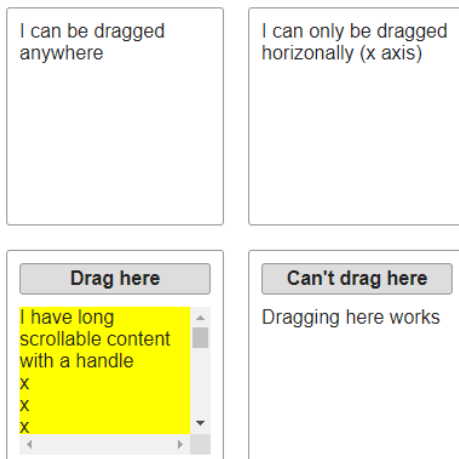 I can be dragged
anywhere
I can only be dragged
horizonally (x axis)
Drag here
I have long
scrollable content
with a handle
x
x
x
Can't drag here
Dragging here works